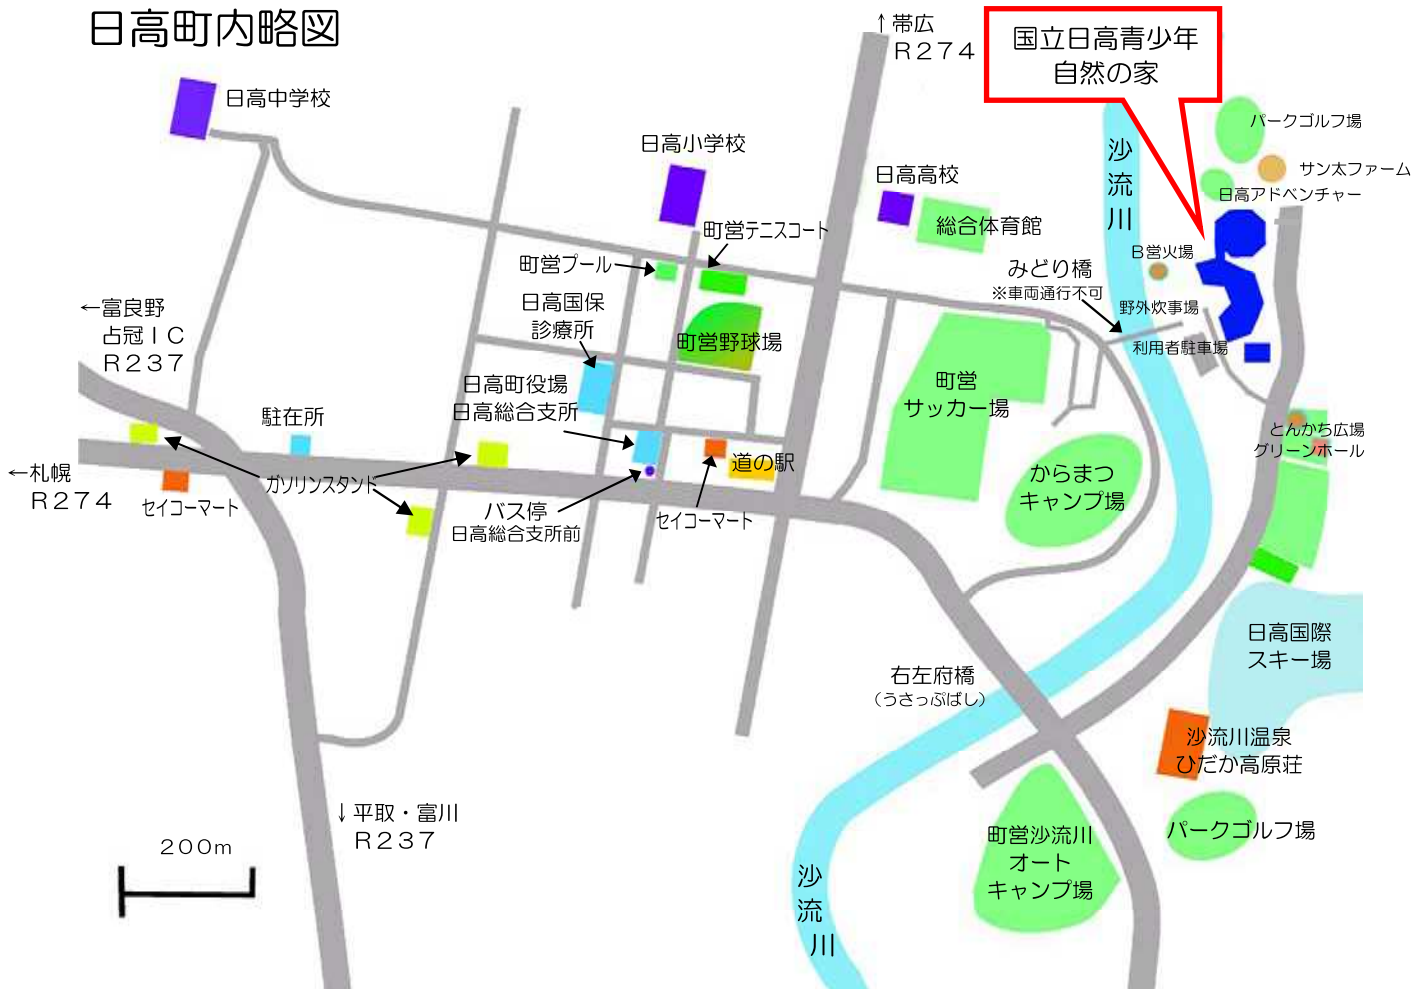 日高町内略図
↑帯広
R274
国立日高青少年
自然の家
日高中学校
日高小学校
日高高校
総合体育館
沙流川
パークゴルフ場
サン太ファーム
日高アドベンチャー
町営テニスコート
町営プール
日高国保
診療所
町営野球場
みどり橋
※車両通行不可
B営火場
野外炊事場
利用者駐車場
←富良野
占冠IC
R237
日高町役場
日高総合支所
町営
サッカー場
駐在所
道の駅
とんかち広場
グリーンホール
←札幌
R274
セイコーマート
ガソリンスタンド
バス停
日高総合支所前
セイコーマート
からまつ
キャンプ場
日高国際
スキー場
右左府橋
(うさっぷばし)
沙流川温泉
ひだか高原荘
↓平取・富川
R237
200m
町営沙流川
オート
キャンプ場
パークゴルフ場
沙流川